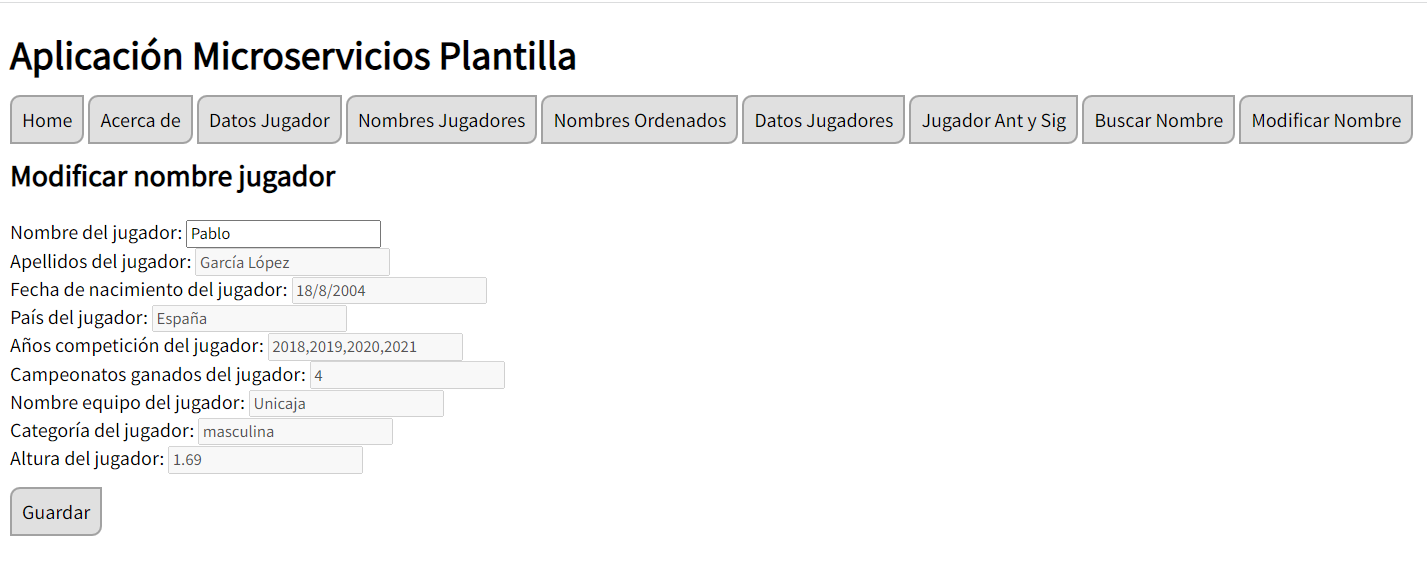 Aplicación Microservicios Plantilla
Home Acerca de Datos Jugador Nombres Jugadores Nombres Ordenados Datos Jugadores Jugador Ant y Sig Buscar Nombre Modificar Nombre
Modificar nombre jugador
Nombre del jugador: Pablo
Apellidos del jugador: García López
Fecha de nacimiento del jugador: 18/8/2004
País del jugador: España
Años competición del jugador: 2018,2019,2020,2021
Campeonatos ganados del jugador: 4
Nombre equipo del jugador: Unicaja
Categoría del jugador: masculina
Altura del jugador: 1.69
Guardar